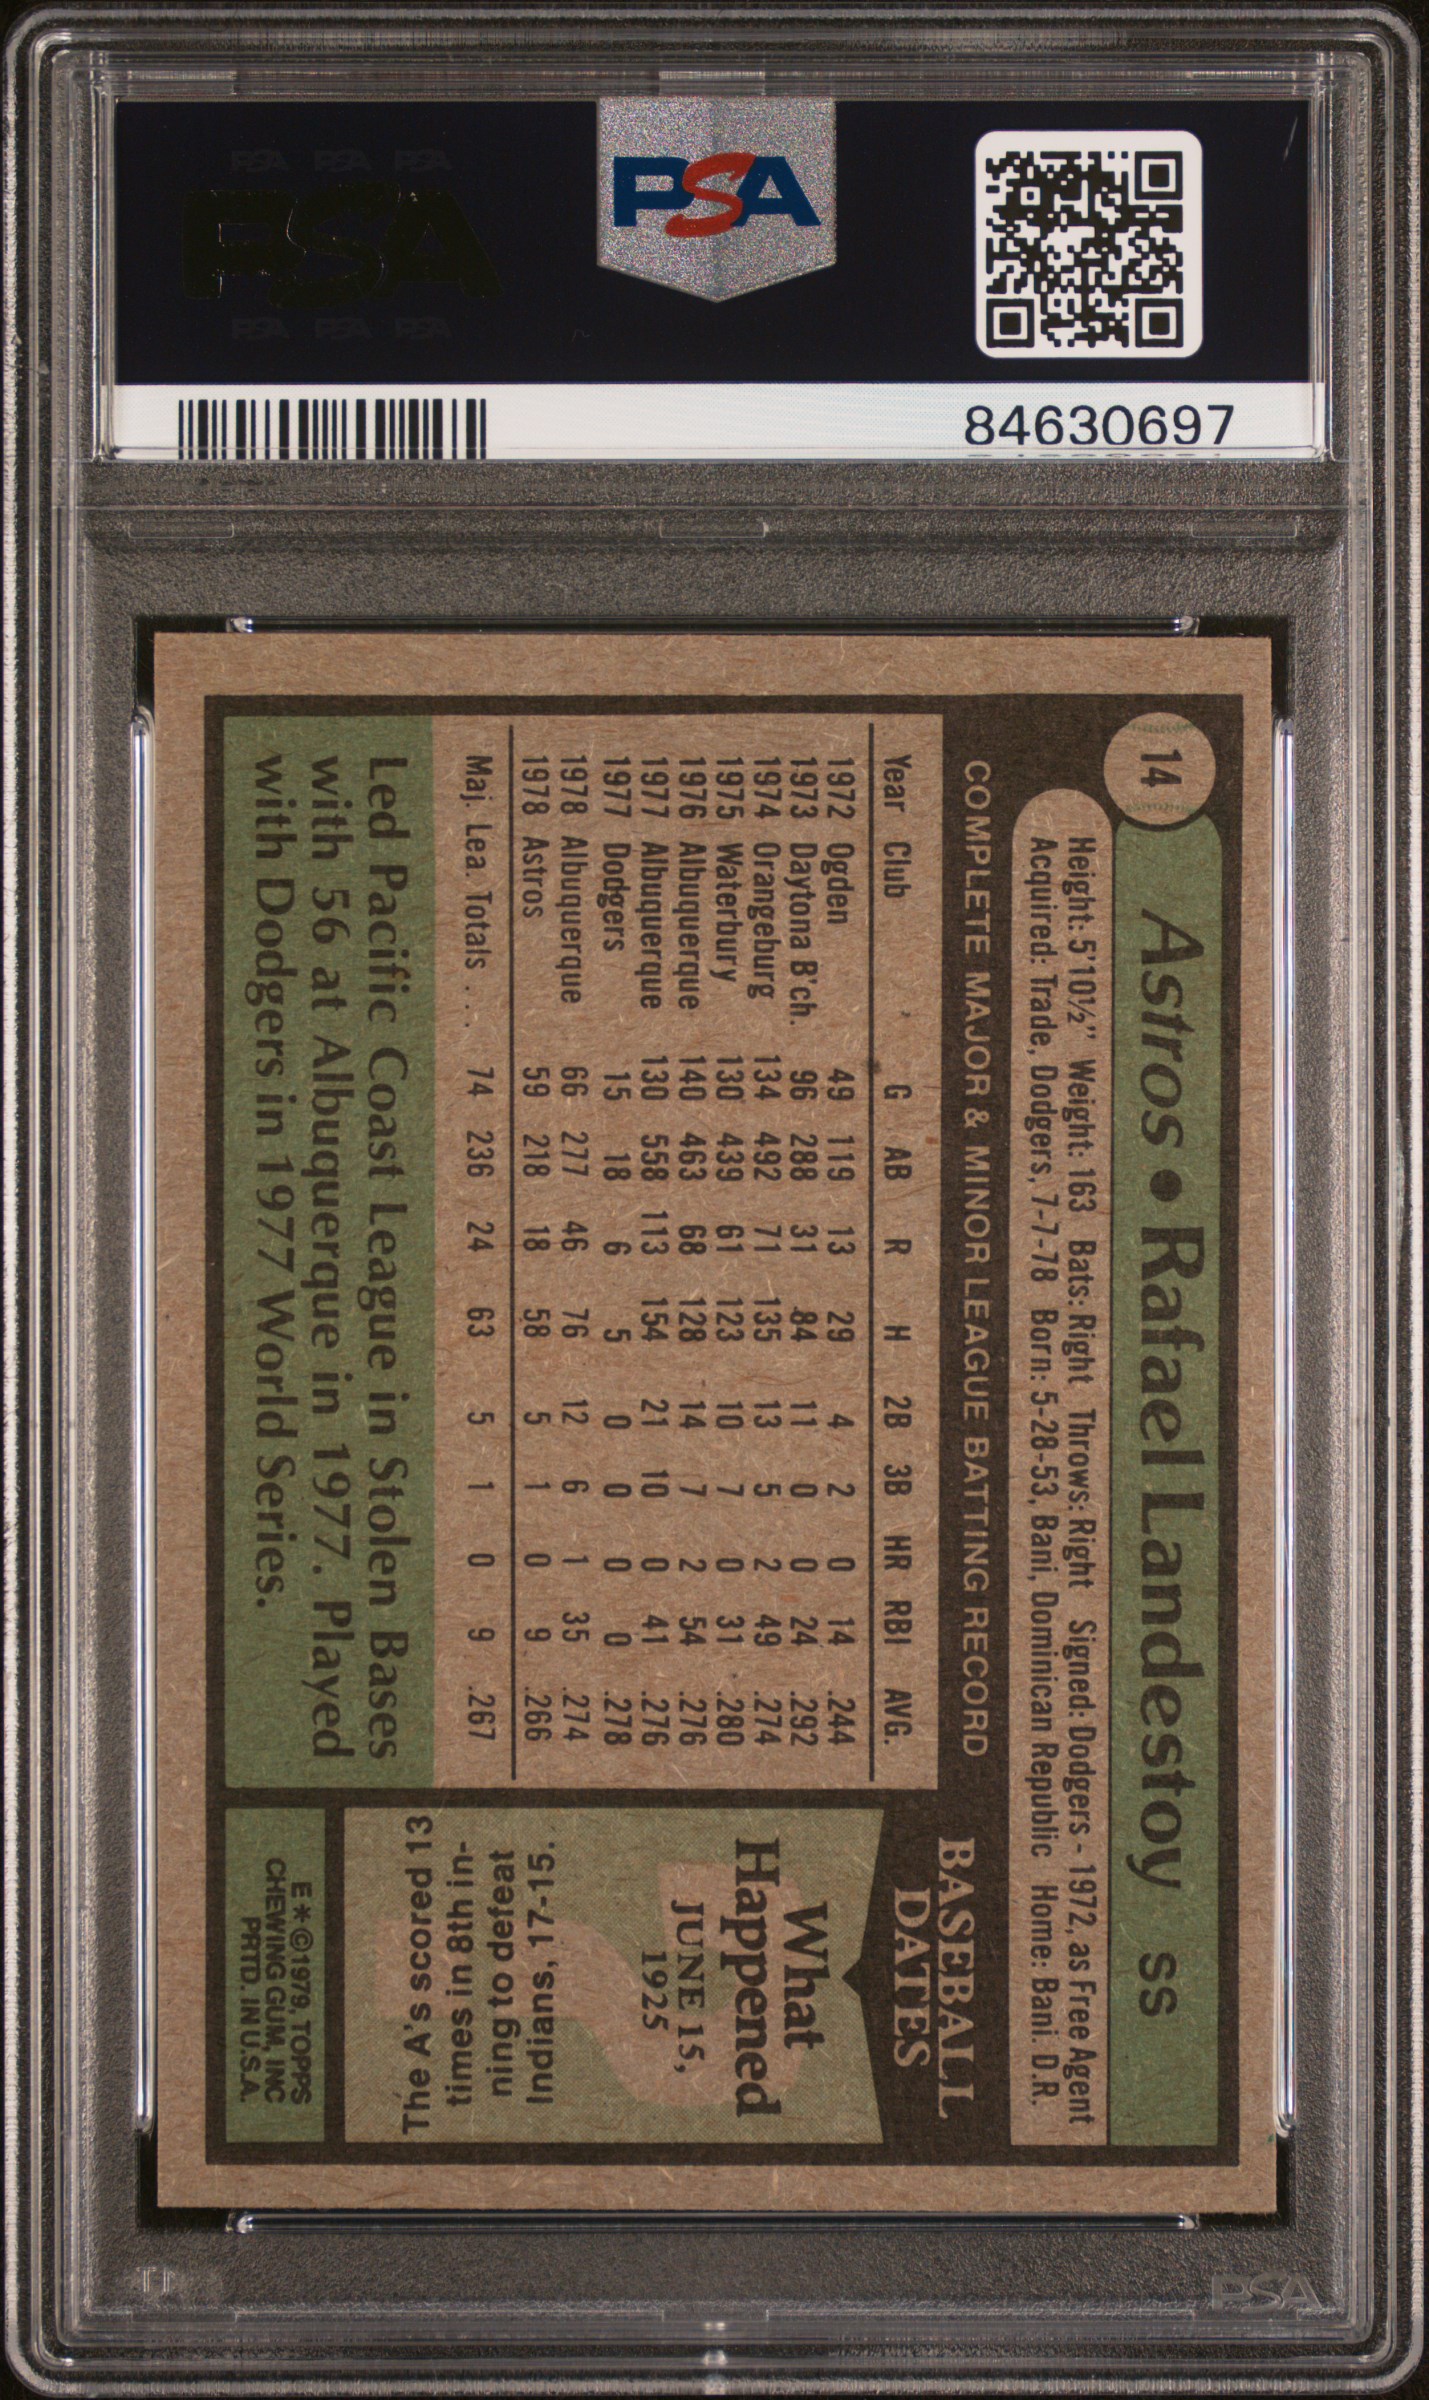 PSA
84630697
14
Astros • Rafael Landestoy SS
Height: 5'10½" Weight: 163 Bats: Right Throws: Right Signed: Dodgers - 1972, as Free Agent
Acquired: Trade, Dodgers, 7-7-78 Born: 5-28-53, Bani, Dominican Republic Home: Bani. D.R.
COMPLETE MAJOR & MINOR LEAGUE BATTING RECORD
Year Club G AB R H 2B 3B HR RBI AVG.
1972 Ogden 49 119 13 29 4 2 0 14 .244
1973 Daytona B'ch. 96 288 31 84 11 0 0 24 .292
1974 Orangeburg 134 492 71 135 13 5 2 49 .274
1975 Waterbury 130 439 61 123 10 7 0 31 .280
1976 Albuquerque 140 463 68 128 14 7 2 54 .276
1977 Albuquerque 130 558 113 154 21 10 0 41 .276
1977 Dodgers 15 18 6 5 0 0 0 0 .278
1978 Albuquerque 66 277 46 76 12 6 1 35 .274
1978 Astros 59 218 18 58 5 1 0 9 .266
Maj. Lea. Totals ... 74 236 24 63 5 1 0 9 .267
Led Pacific Coast League in Stolen Bases
with 56 at Albuquerque in 1977. Played
with Dodgers in 1977 World Series.
BASEBALL
DATES
What
Happened
JUNE 15,
1925
The A's scored 13
times in 8th in-
ning to defeat
Indians, 17-15.
E*©1979, TOPPS
CHEWING GUM, INC
PRTD. IN U.S.A.
PSA
PSA PSA PSA
PSA
PSA PSA PSA